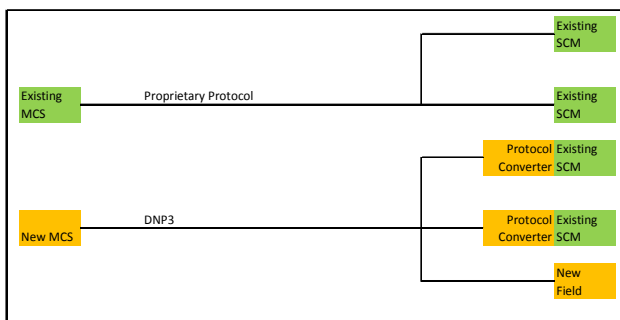 Existing
SCM
Existing
MCS
Proprietary Protocol
Existing
SCM
Protocol Existing
Converter SCM
New MCS
DNP3
Protocol Existing
Converter SCM
New
Field